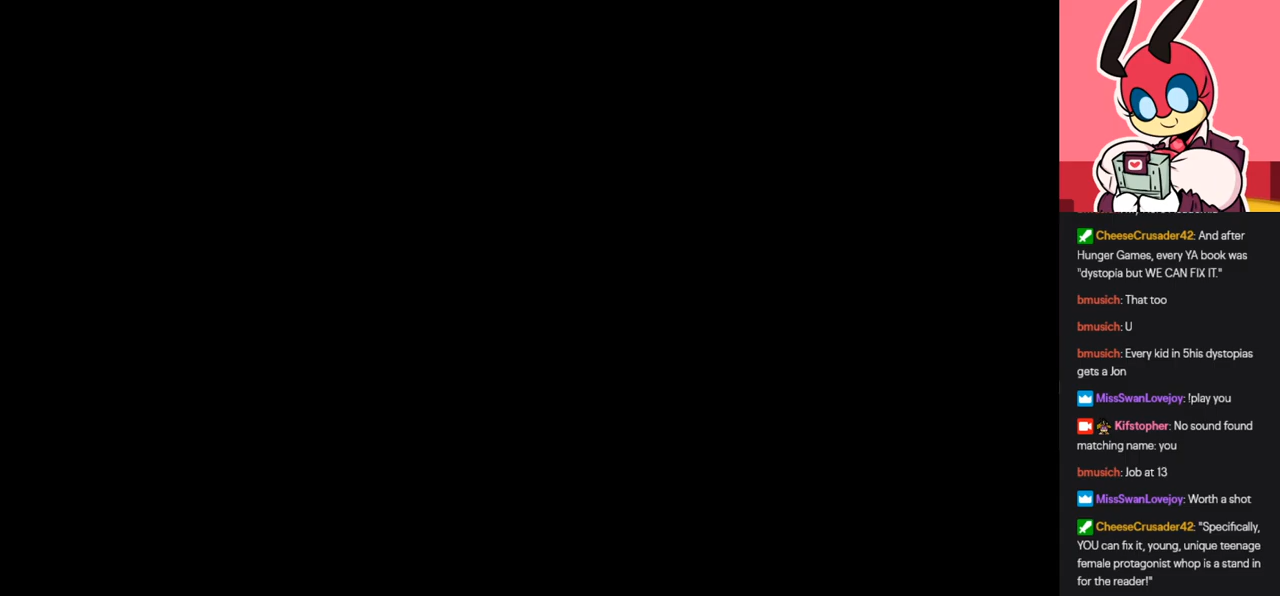 CheeseCrusader42: And after
Hunger Games, every YA book was
"dystopia but WE CAN FIX IT."
bmusich: That too
bmusich: U
bmusich: Every kid in 5his dystopias
gets a Jon
MissSwanLovejoy: !play you
Kifstopher: No sound found
matching name: you
bmusich: Job at 13
MissSwanLovejoy: Worth a shot
CheeseCrusader42: "Specifically,
YOU can fix it, young, unique teenage
female protagonist whop is a stand in
for the reader!"